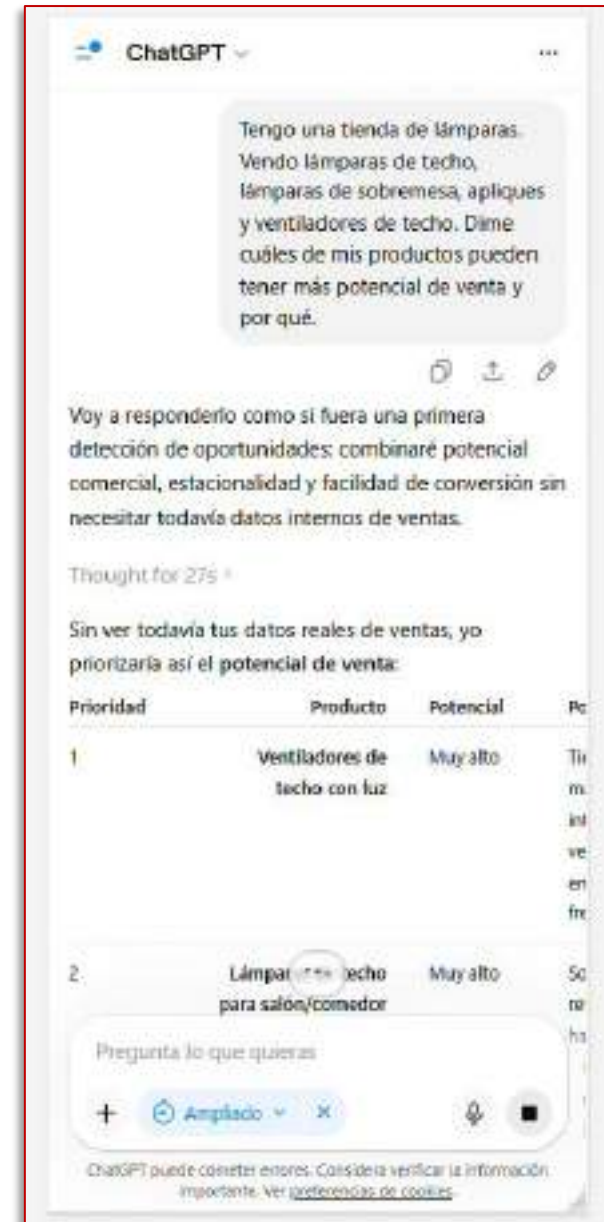 ChatGPT
Tengo una tienda de lámparas.
Vendo lámparas de techo,
lámparas de sobremesa, apliques
y ventiladores de techo. Dime
cuáles de mis productos pueden
tener más potencial de venta y
por qué.
Voy a responderlo como si fuera una primera
detección de oportunidades: combinaré potencial
comercial, estacionalidad y facilidad de conversión sin
necesitar todavía datos internos de ventas.
Thought for 27s
Sin ver todavía tus datos reales de ventas, yo
priorizaría así el potencial de venta:
Prioridad Producto Potencial
1 Ventiladores de Muy alto
techo con luz
2 techo Muy alto
para salón/comedor
Pregunta lo que quieras
Ampliado
ChatGPT puede cometer errores. Considera verificar la información
importante. Ver preferencias de cookies.